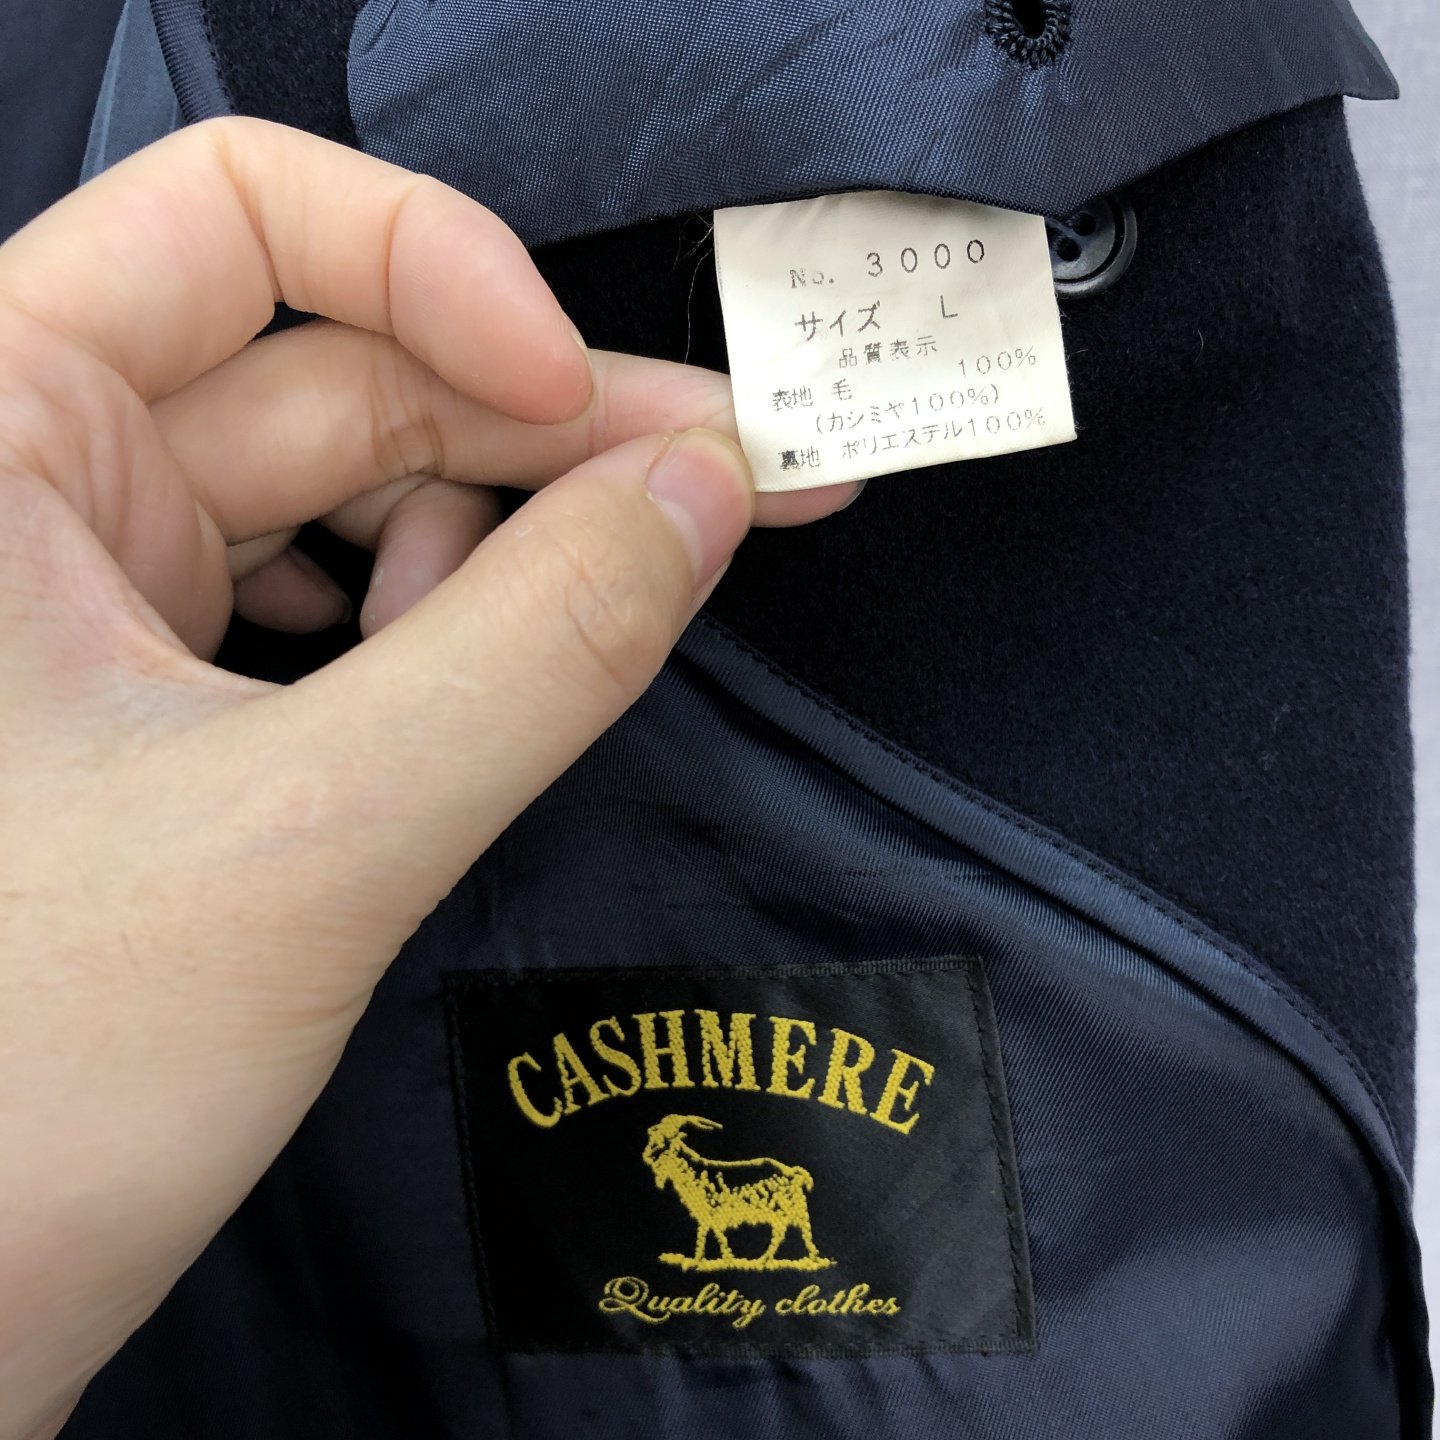 No. 3000
サイズ L
品質表示
表地 毛 100%
(カシミヤ100%)
裏地 ポリエステル100%
CASHMERE
Quality clothes